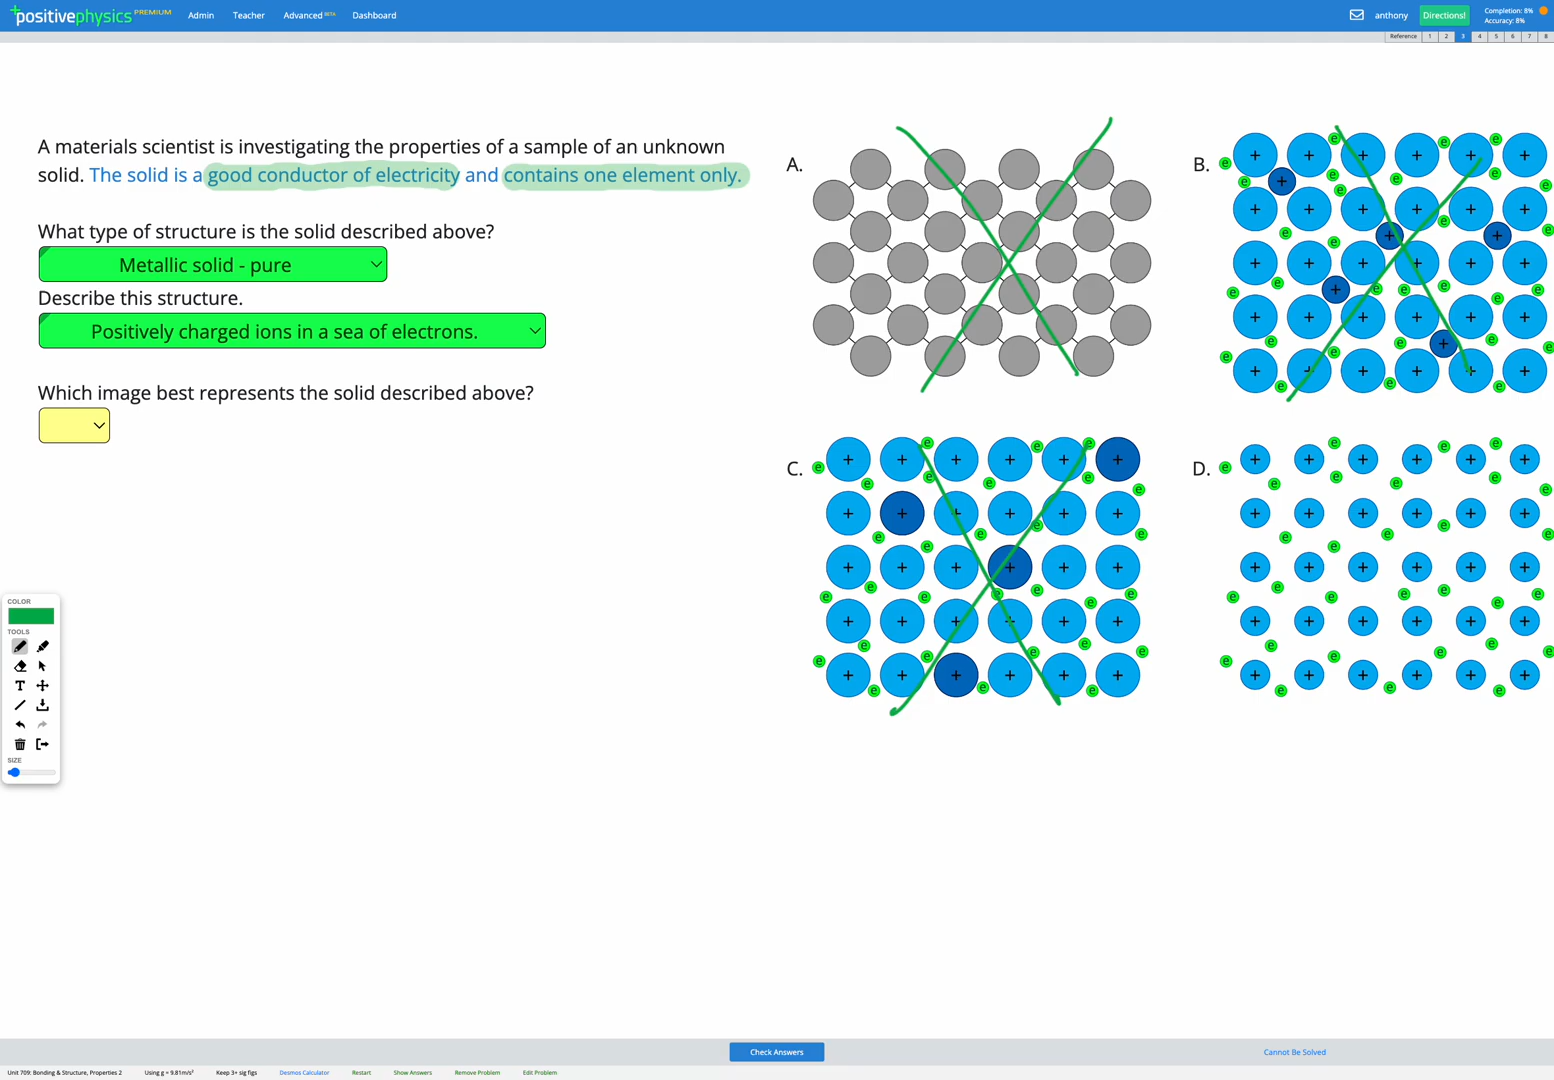 positivephysics PREMIUM Admin Teacher Advanced BETA Dashboard anthony Directions! Completion: 8%
Accuracy: 8%
Reference 1 2 3 4 5 6 7 8
A materials scientist is investigating the properties of a sample of an unknown
solid. The solid is a good conductor of electricity and contains one element only.
What type of structure is the solid described above?
Metallic solid - pure
Describe this structure.
Positively charged ions in a sea of electrons.
Which image best represents the solid described above?
A.
B.
+ + + + + +
+
+ + + + + +
+ +
+ + + + + +
+
+ + + + + +
+
+ + + + + +
e e e e e e e e e e e e e e e e e e e e e e e e e e e e e e
C.
+ + + + + +
+ + + + + +
+ + + + + +
+ + + + + +
+ + + + + +
e e e e e e e e e e e e e e e e e e e e e e e e e e e e e e
D.
+ + + + + +
+ + + + + +
+ + + + + +
+ + + + + +
+ + + + + +
e e e e e e e e e e e e e e e e e e e e e e e e e e e e e e
COLOR
TOOLS
T
SIZE
Check Answers Cannot Be Solved
Unit 709: Bonding & Structure, Properties 2 Using g = 9.81m/s² Keep 3+ sig figs Desmos Calculator Restart Show Answers Remove Problem Edit Problem